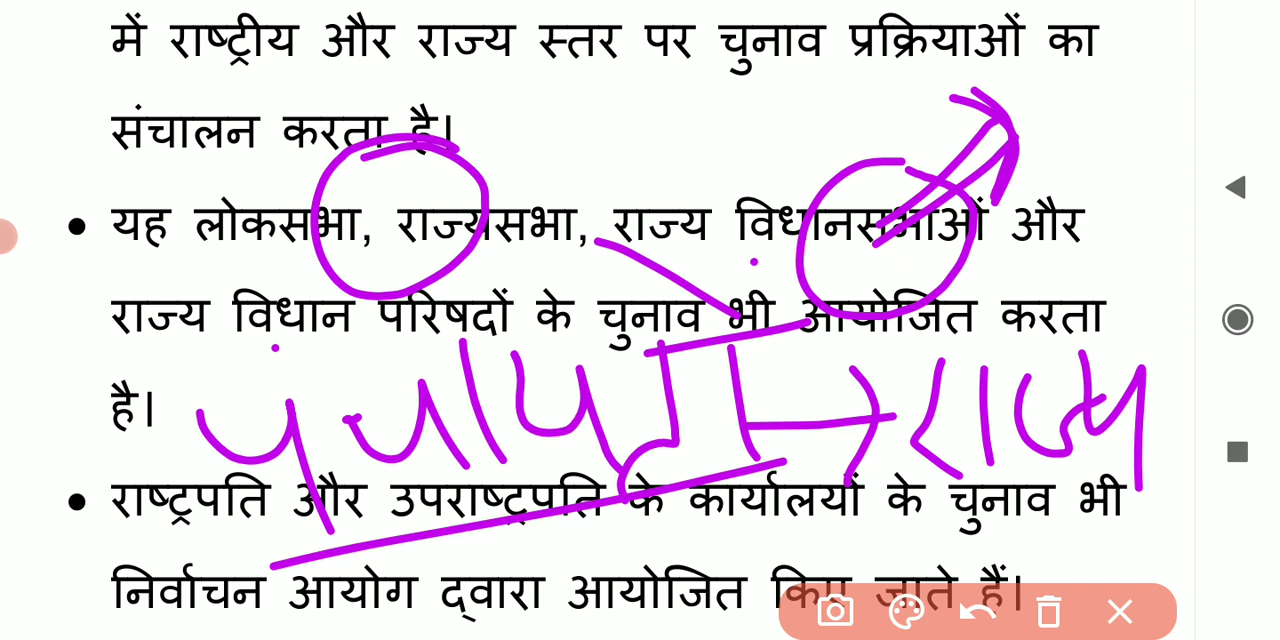 में राष्ट्रीय और राज्य स्तर पर चुनाव प्रक्रियाओं का
संचालन करता है।
• यह लोकसभा, राज्यसभा, राज्य विधानसभाओं और
राज्य विधान परिषदों के चुनाव भी आयोजित करता
है।
• राष्ट्रपति और उपराष्ट्रपति के कार्यालयों के चुनाव भी
निर्वाचन आयोग द्वारा आयोजित किए जाते हैं।